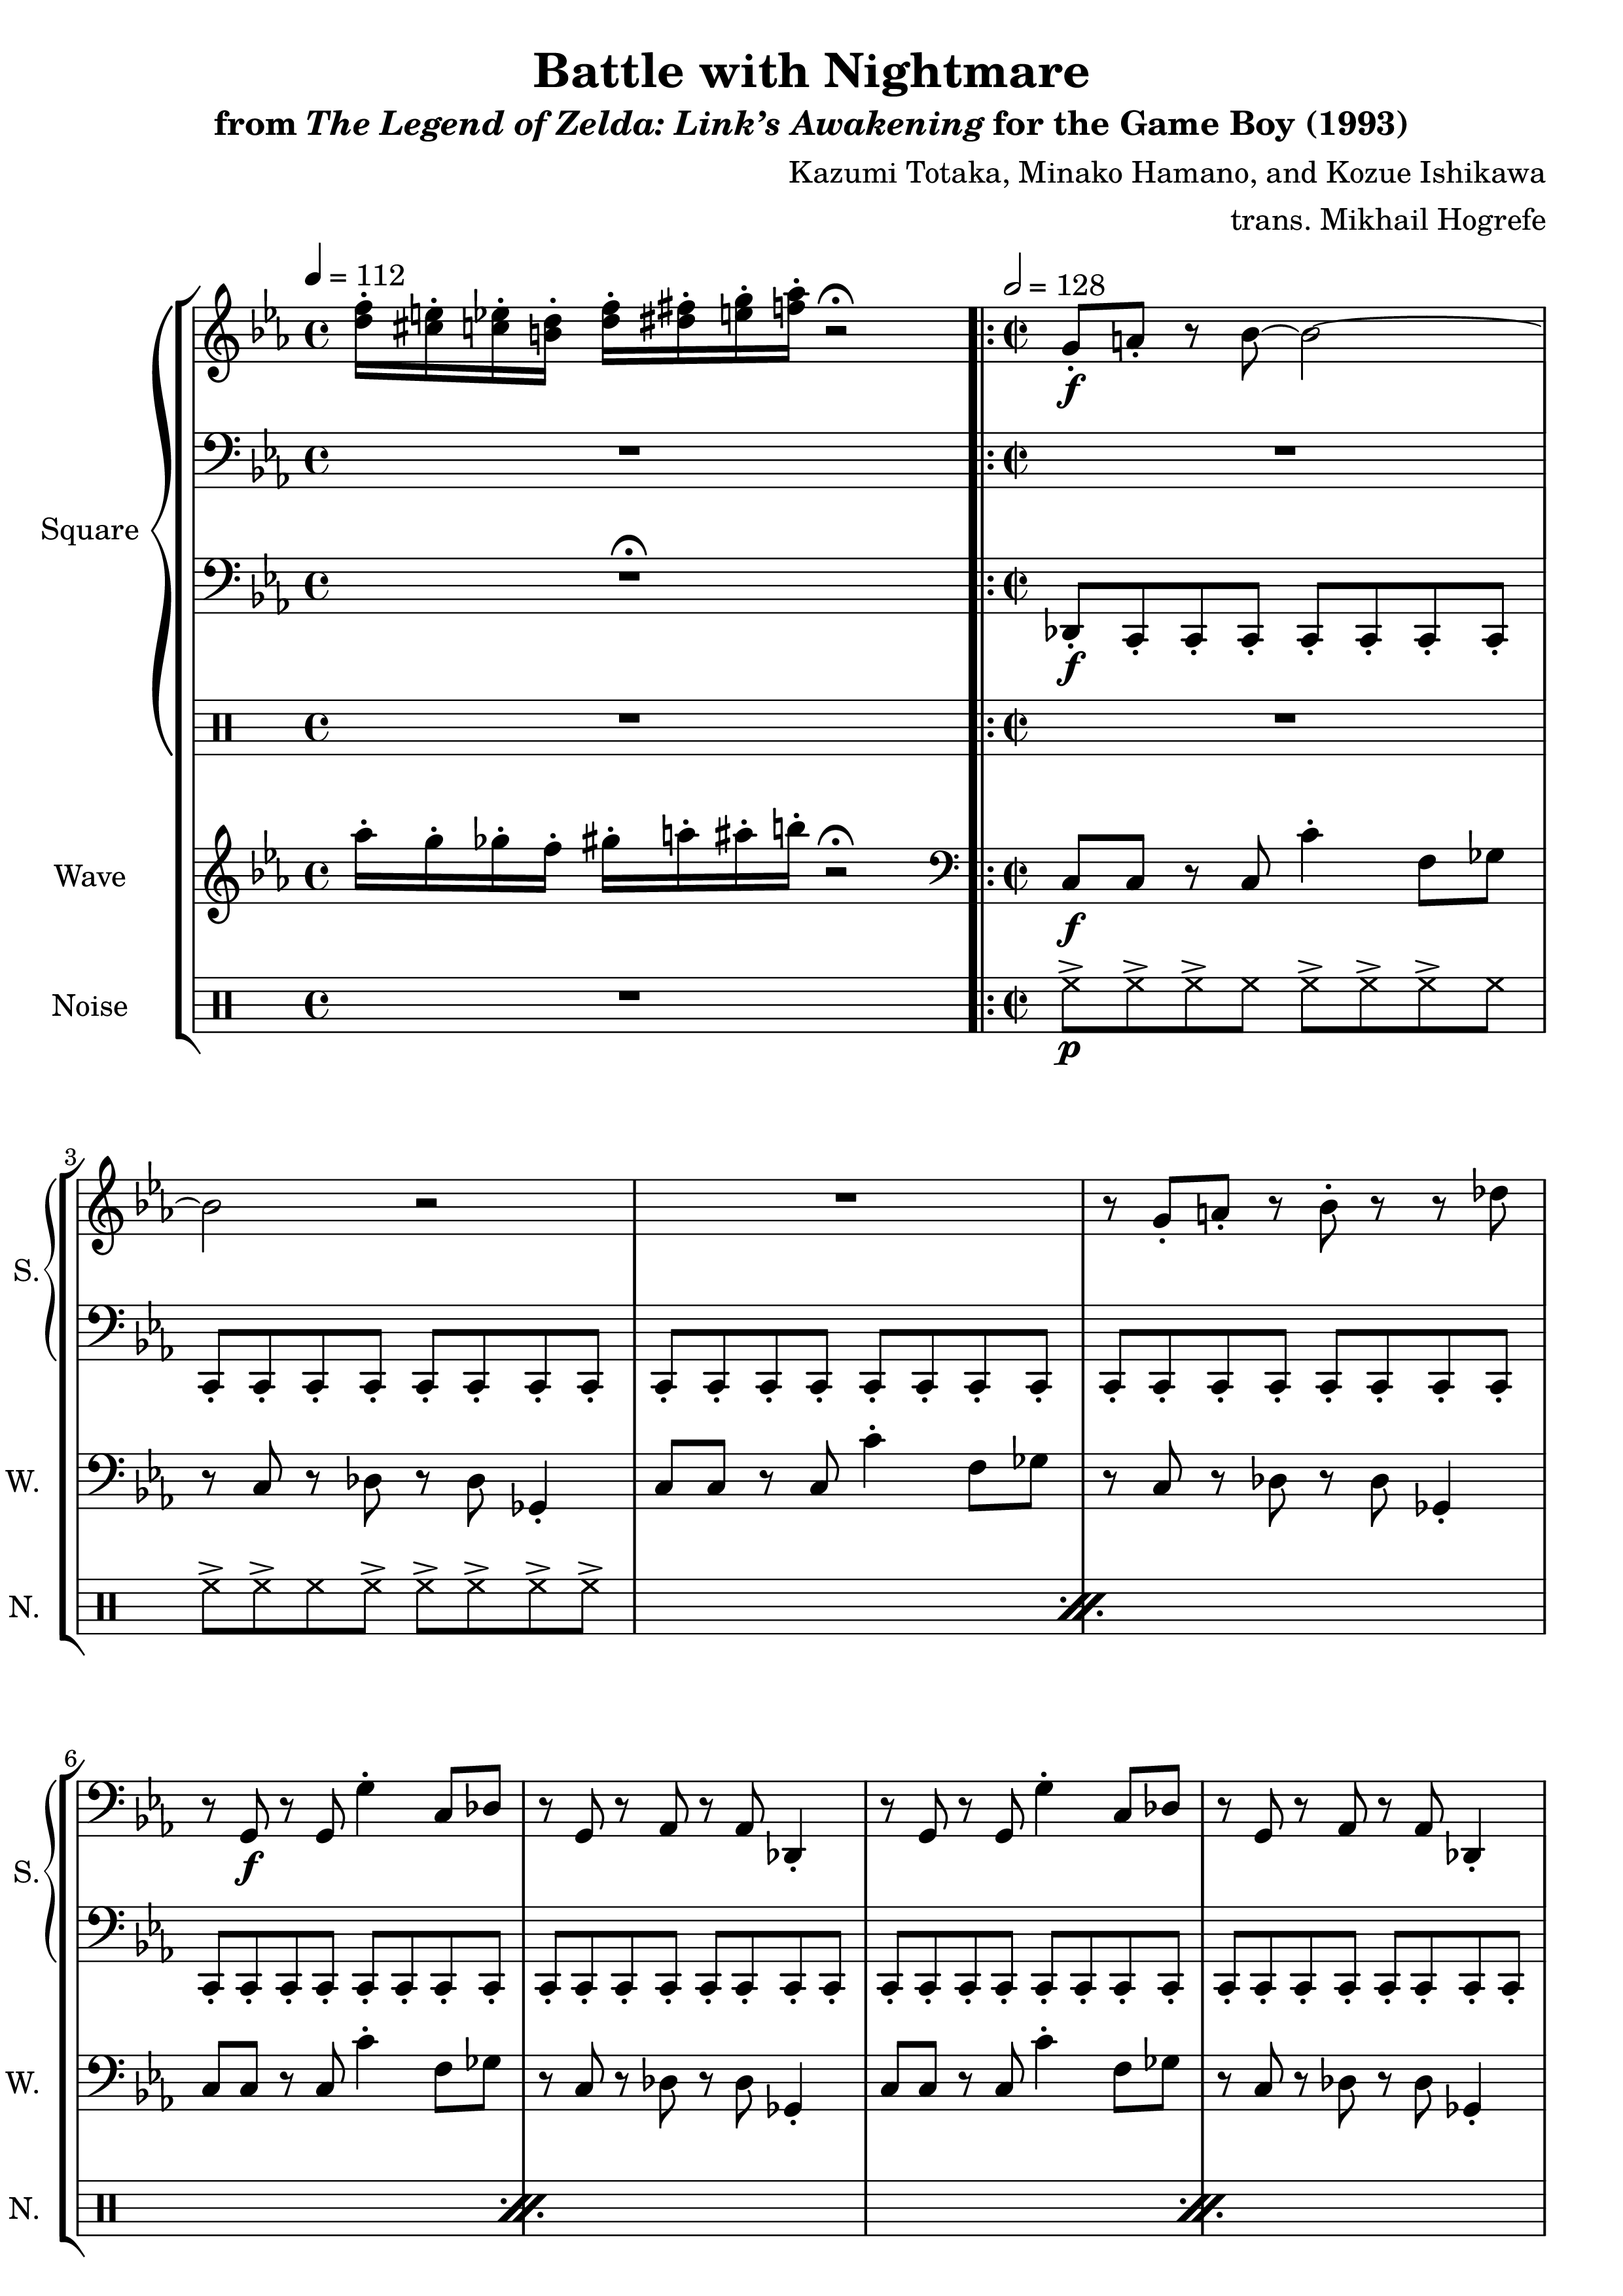 Battle with Nightmare
from The Legend of Zelda: Link’s Awakening for the Game Boy (1993)
Kazumi Totaka, Minako Hamano, and Kozue Ishikawa
trans. Mikhail Hogrefe
= 112
= 128
f
Square
f
Wave
f
Noise
p
3
S.
W.
N.
6
f
S.
W.
N.